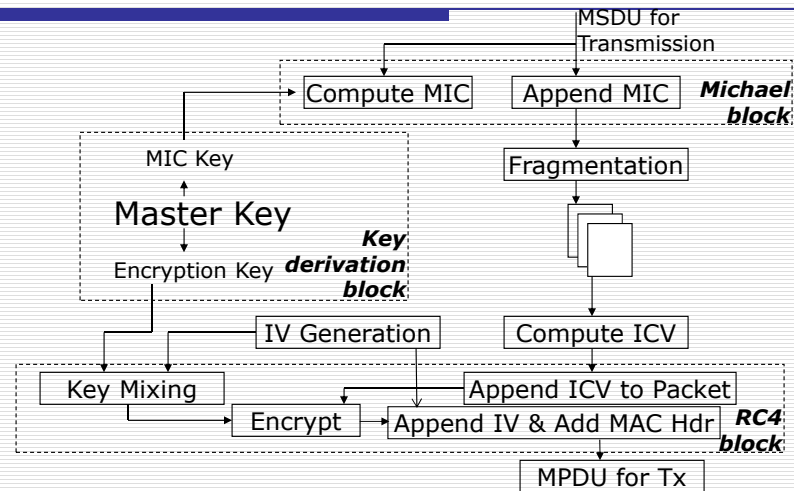 MSDU for
Transmission
Compute MIC
Append MIC
Michael
block
MIC Key
Fragmentation
Master Key
Key
derivation
block
Encryption Key
IV Generation
Compute ICV
Key Mixing
Append ICV to Packet
Encrypt
Append IV & Add MAC Hdr
RC4
block
MPDU for Tx